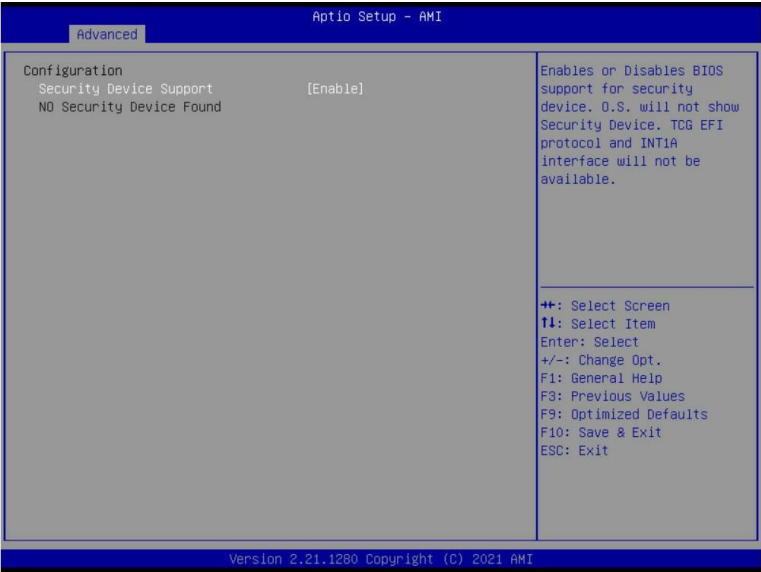 Aptio Setup – AMI
Advanced
Configuration
Security Device Support [Enable]
NO Security Device Found
Enables or Disables BIOS
support for security
device. O.S. will not show
Security Device. TCG EFI
protocol and INT1A
interface will not be
available.
→←: Select Screen
↑↓: Select Item
Enter: Select
+/-: Change Opt.
F1: General Help
F3: Previous Values
F9: Optimized Defaults
F10: Save & Exit
ESC: Exit
Version 2.21.1280 Copyright (C) 2021 AMI